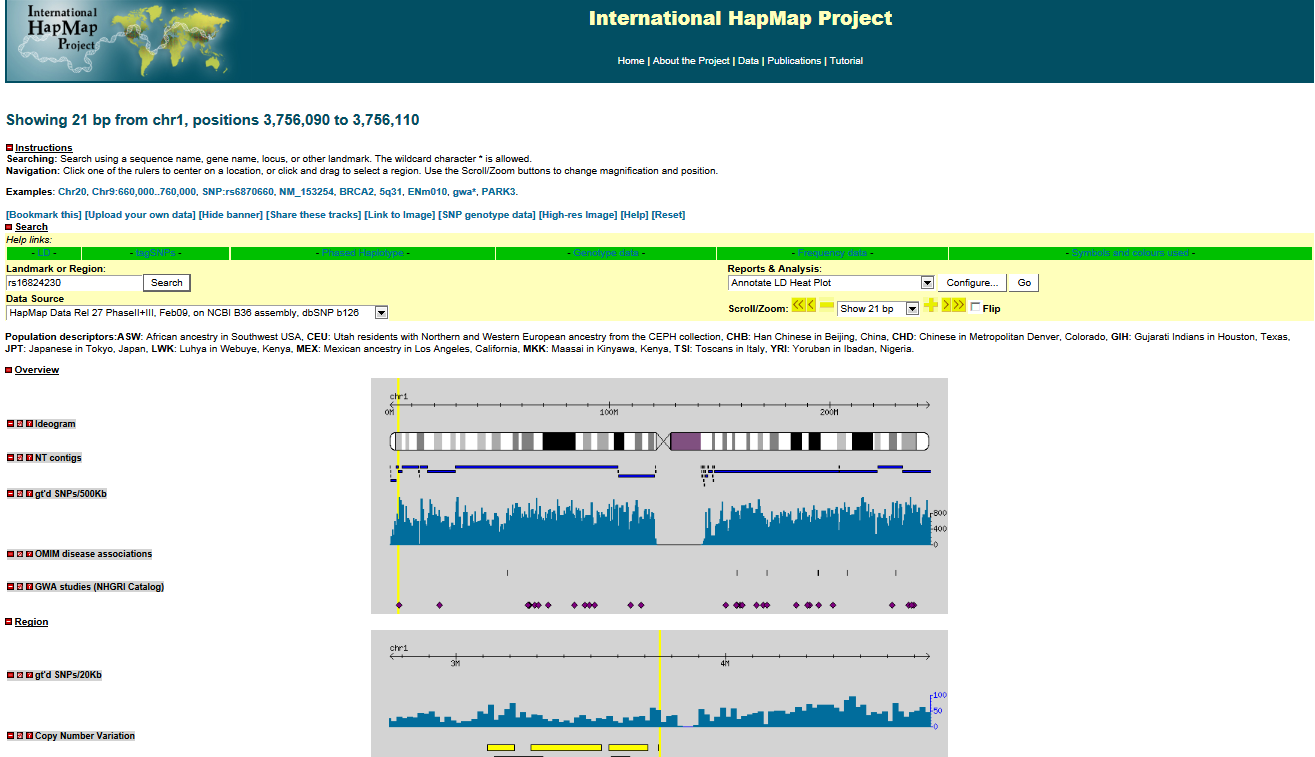 International
HapMap
Project
International HapMap Project
Home | About the Project | Data | Publications | Tutorial
Showing 21 bp from chr1, positions 3,756,090 to 3,756,110
Instructions
Searching: Search using a sequence name, gene name, locus, or other landmark. The wildcard character * is allowed.
Navigation: Click one of the rulers to center on a location, or click and drag to select a region. Use the Scroll/Zoom buttons to change magnification and position.
Examples: Chr20, Chr9:660,000..760,000, SNP:rs6870660, NM_153254, BRCA2, 5q31, ENm010, gwa*, PARK3.
[Bookmark this] [Upload your own data] [Hide banner] [Share these tracks] [Link to Image] [SNP genotype data] [High-res Image] [Help] [Reset]
Search
Help links:
- LD - - tagSNPs - - Phased Haplotype - - Genotype data - - Frequency data - - Symbols and colours used -
Landmark or Region: Reports & Analysis:
rs16824230 Search Annotate LD Heat Plot Configure... Go
Data Source
HapMap Data Rel 27 PhaseII+III, Feb09, on NCBI B36 assembly, dbSNP b126 Scroll/Zoom: Show 21 bp Flip
Population descriptors:ASW: African ancestry in Southwest USA, CEU: Utah residents with Northern and Western European ancestry from the CEPH collection, CHB: Han Chinese in Beijing, China, CHD: Chinese in Metropolitan Denver, Colorado, GIH: Gujarati Indians in Houston, Texas,
JPT: Japanese in Tokyo, Japan, LWK: Luhya in Webuye, Kenya, MEX: Mexican ancestry in Los Angeles, California, MKK: Maasai in Kinyawa, Kenya, TSI: Toscans in Italy, YRI: Yoruban in Ibadan, Nigeria.
Overview
chr1
0M 100M 200M
Ideogram
NT contigs
gt'd SNPs/500Kb
800
400
0
OMIM disease associations
GWA studies (NHGRI Catalog)
Region
chr1
3M 4M
gt'd SNPs/20Kb
100
50
0
Copy Number Variation